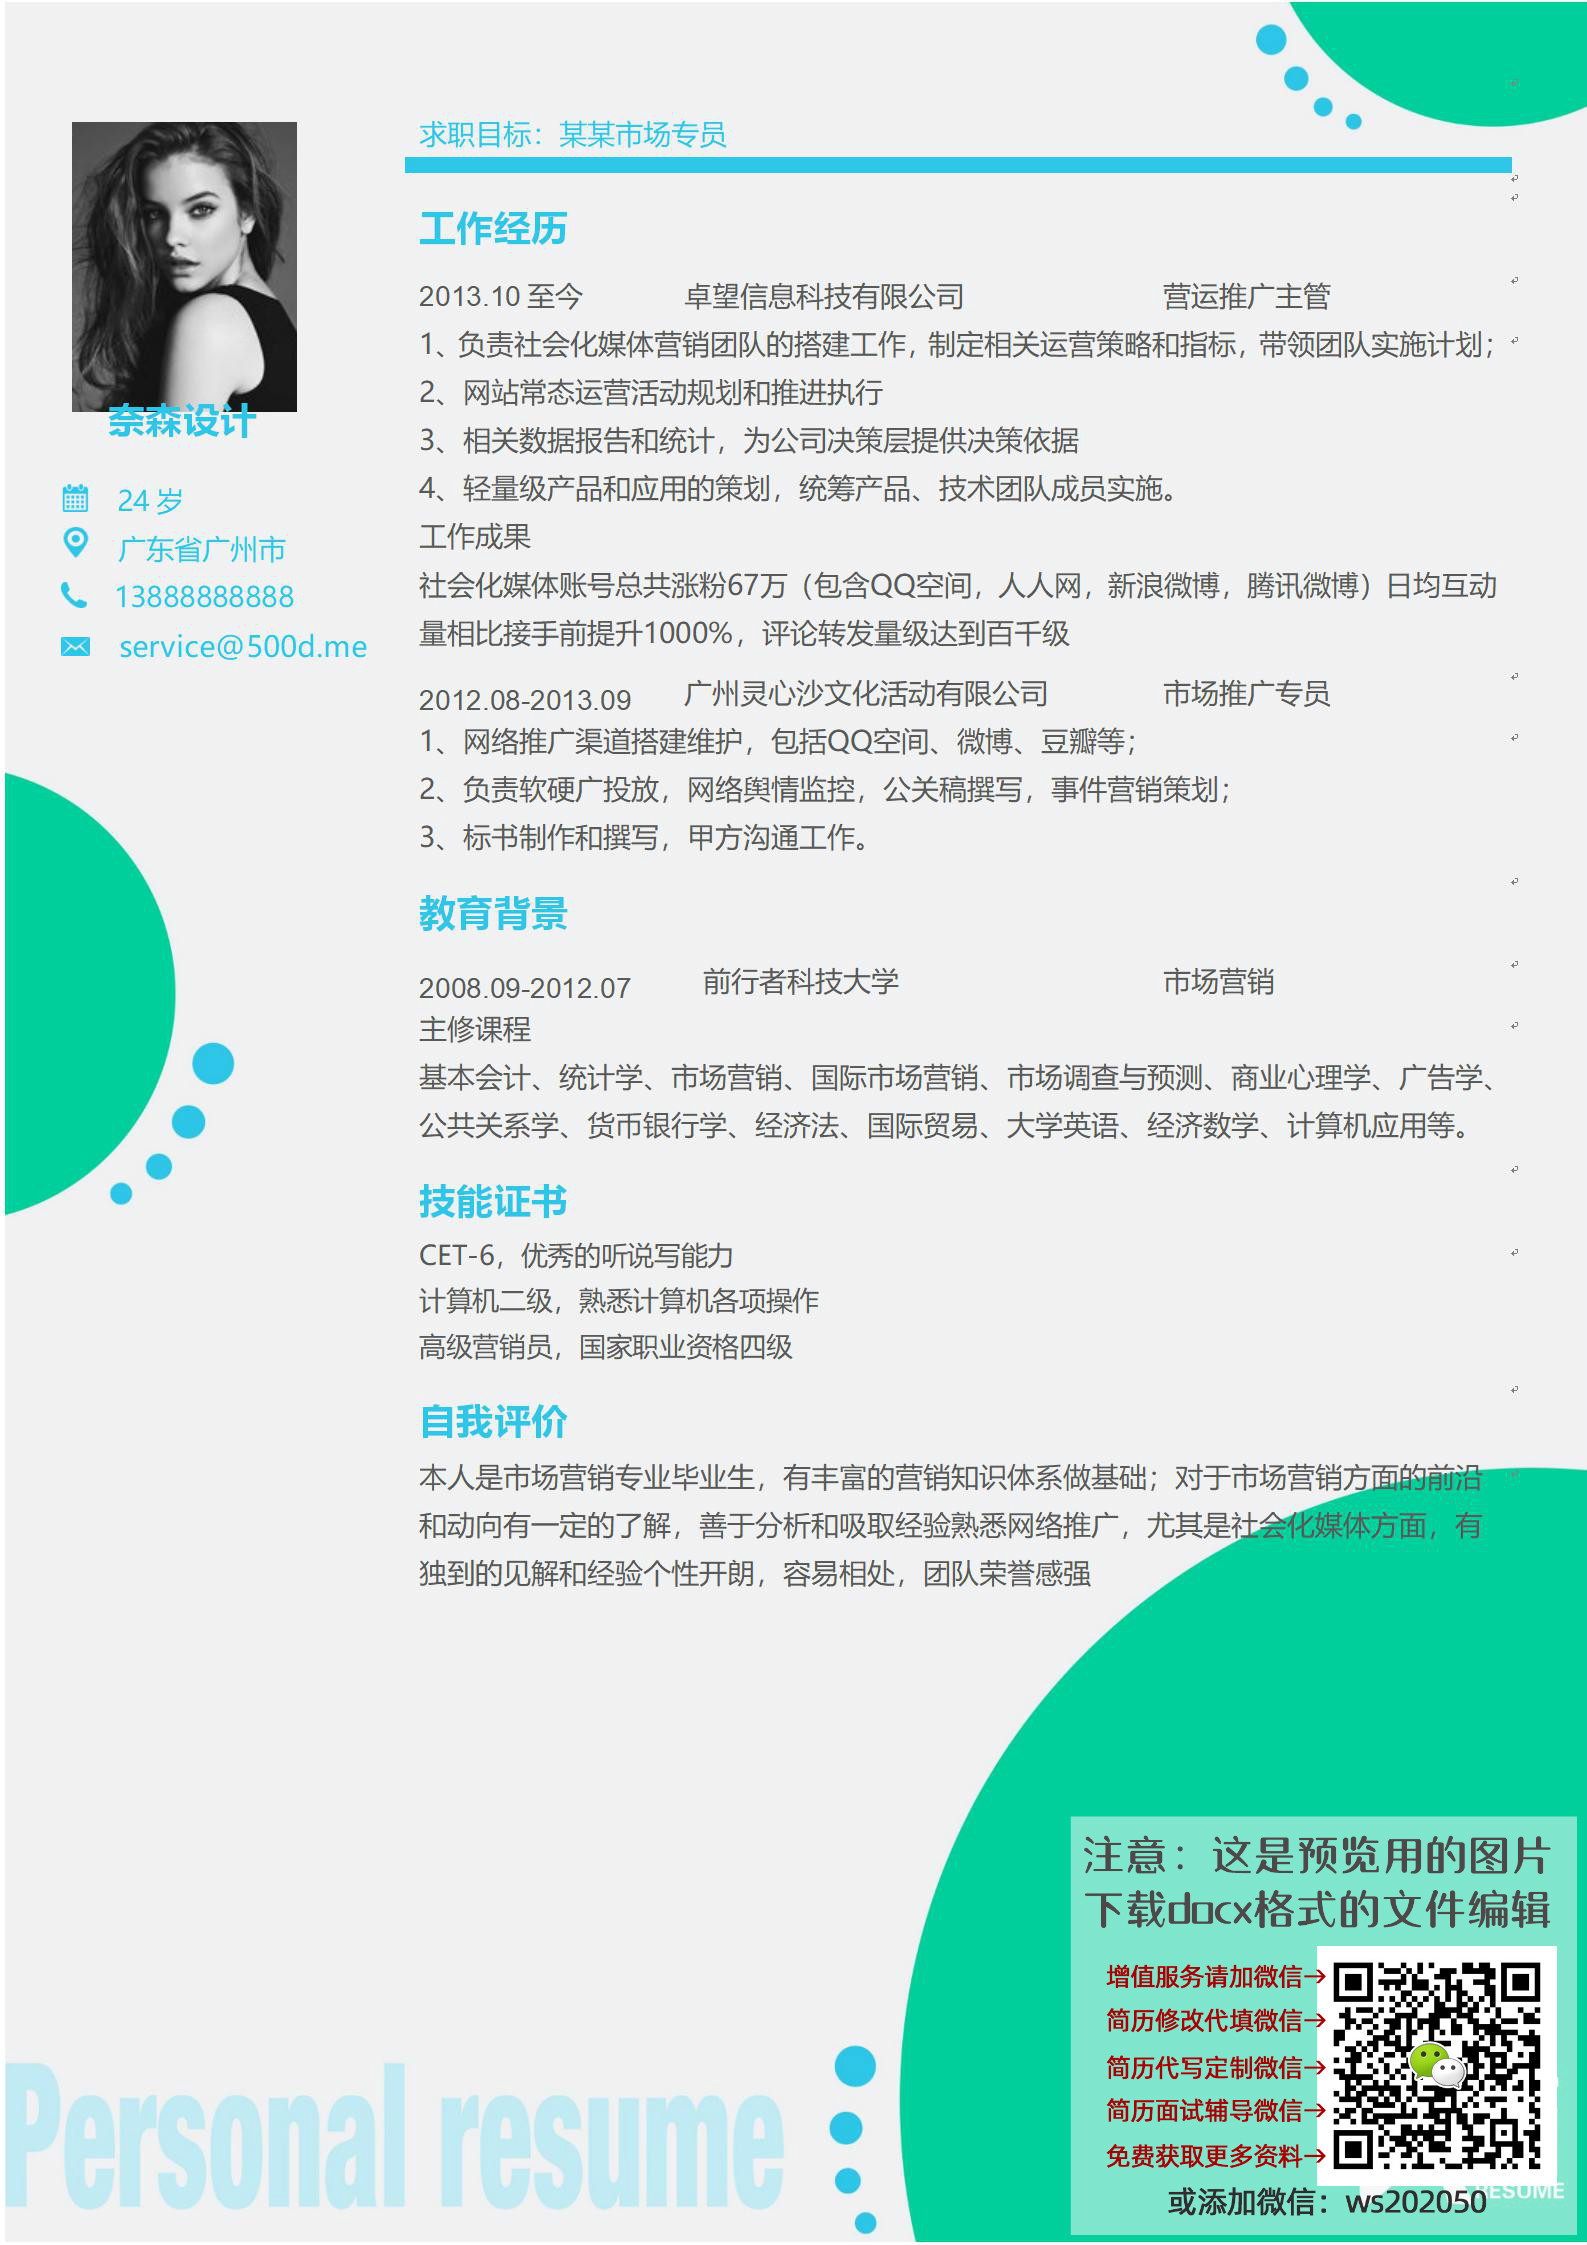 求职目标：某某市场专员
奈森设计
24 岁
广东省广州市
13888888888
service@500d.me
工作经历
2013.10 至今 卓望信息科技有限公司 营运推广主管
1、负责社会化媒体营销团队的搭建工作，制定相关运营策略和指标，带领团队实施计划；
2、网站常态运营活动规划和推进执行
3、相关数据报告和统计，为公司决策层提供决策依据
4、轻量级产品和应用的策划，统筹产品、技术团队成员实施。
工作成果
社会化媒体账号总共涨粉67万（包含QQ空间，人人网，新浪微博，腾讯微博）日均互动
量相比接手前提升1000%，评论转发量级达到百千级
2012.08-2013.09 广州灵心沙文化活动有限公司 市场推广专员
1、网络推广渠道搭建维护，包括QQ空间、微博、豆瓣等；
2、负责软硬广投放，网络舆情监控，公关稿撰写，事件营销策划；
3、标书制作和撰写，甲方沟通工作。
教育背景
2008.09-2012.07 前行者科技大学 市场营销
主修课程
基本会计、统计学、市场营销、国际市场营销、市场调查与预测、商业心理学、广告学、
公共关系学、货币银行学、经济法、国际贸易、大学英语、经济数学、计算机应用等。
技能证书
CET-6，优秀的听说写能力
计算机二级，熟悉计算机各项操作
高级营销员，国家职业资格四级
自我评价
本人是市场营销专业毕业生，有丰富的营销知识体系做基础；对于市场营销方面的前沿
和动向有一定的了解，善于分析和吸取经验熟悉网络推广，尤其是社会化媒体方面，有
独到的见解和经验个性开朗，容易相处，团队荣誉感强
Personal resume
注意：这是预览用的图片
下载docx格式的文件编辑
增值服务请加微信→
简历修改代填微信→
简历代写定制微信→
简历面试辅导微信→
免费获取更多资料→
RESUME
或添加微信：ws202050